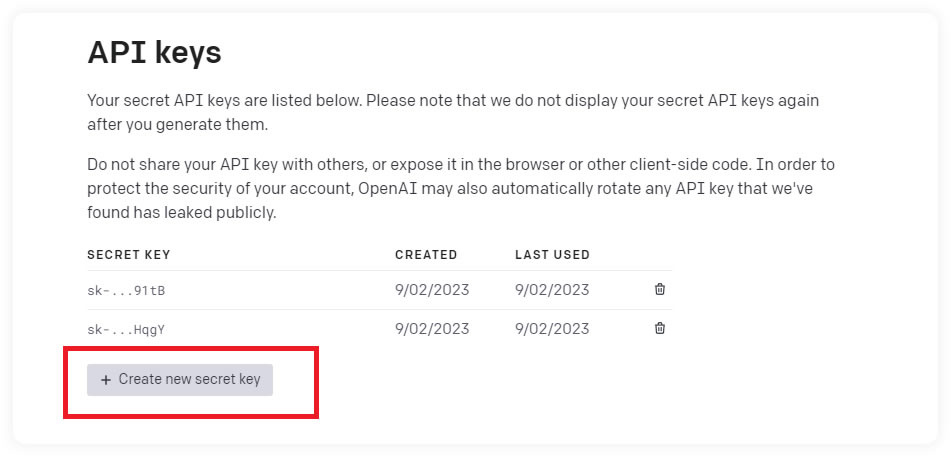 API keys
Your secret API keys are listed below. Please note that we do not display your secret API keys again
after you generate them.
Do not share your API key with others, or expose it in the browser or other client-side code. In order to
protect the security of your account, OpenAI may also automatically rotate any API key that we've
found has leaked publicly.
SECRET KEY CREATED LAST USED
sk-...91tB 9/02/2023 9/02/2023
sk-...HqgY 9/02/2023 9/02/2023
+ Create new secret key